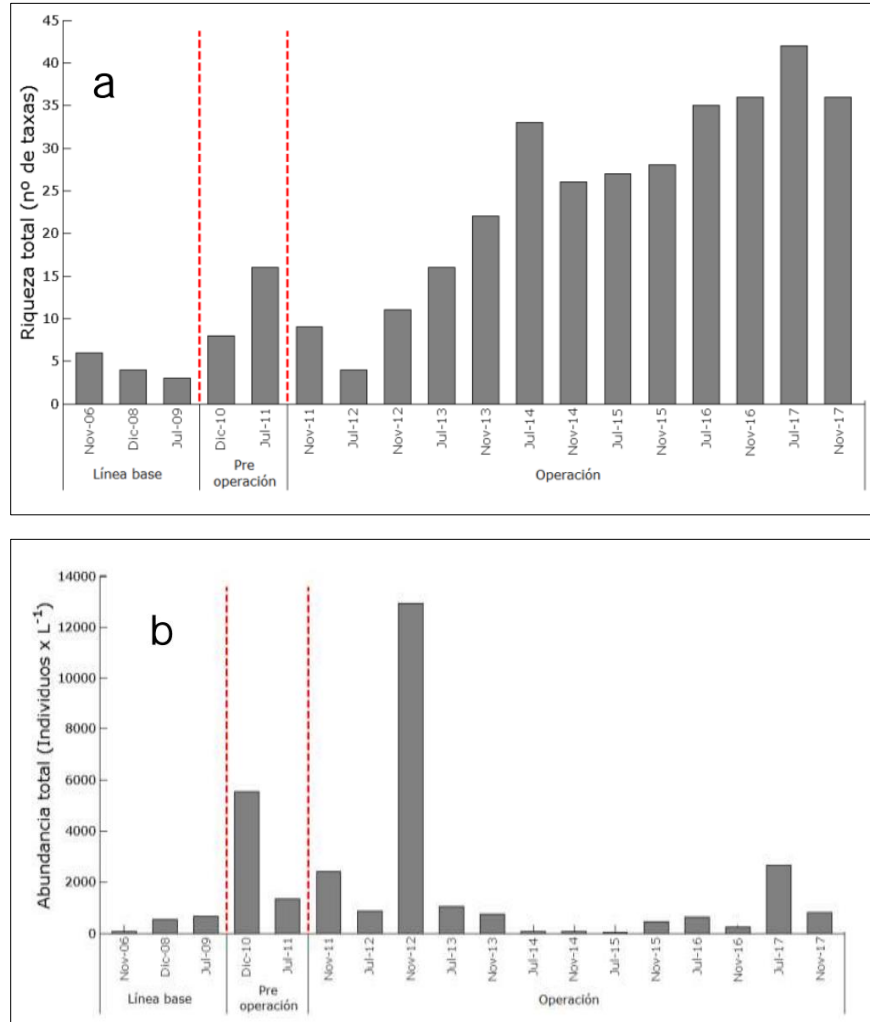 a
Riqueza total (nº de taxas)
45
40
35
30
25
20
15
10
5
0
Nov-06 Dic-08 Jul-09 Dic-10 Jul-11 Nov-11 Jul-12 Nov-12 Jul-13 Nov-13 Jul-14 Nov-14 Jul-15 Nov-15 Jul-16 Nov-16 Jul-17 Nov-17
Línea base
Pre
operación
Operación
b
Abundancia total (Individuos x L⁻¹)
14000
12000
10000
8000
6000
4000
2000
0
Nov-06 Dic-08 Jul-09 Dic-10 Jul-11 Nov-11 Jul-12 Nov-12 Jul-13 Nov-13 Jul-14 Nov-14 Jul-15 Nov-15 Jul-16 Nov-16 Jul-17 Nov-17
Línea base
Pre
operación
Operación